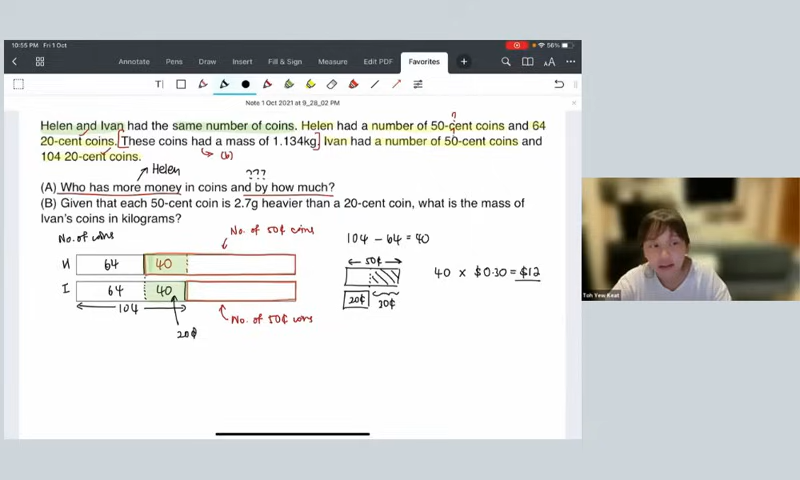 10:55 PM Fri 1 Oct
56%
Annotate Pens Draw Insert Fill & Sign Measure Edit PDF Favorites
Note 1 Oct 2021 at 9_28_02 PM
Helen and Ivan had the same number of coins. Helen had a number of 50-cent coins and 64
20-cent coins. These coins had a mass of 1.134kg. Ivan had a number of 50-cent coins and
104 20-cent coins.
(b)
Helen
???
(A) Who has more money in coins and by how much?
(B) Given that each 50-cent coin is 2.7g heavier than a 20-cent coin, what is the mass of
Ivan's coins in kilograms?
No. of coins
No. of 50¢ coins
H 64 40
I 64 40
104
20¢
No. of 50¢ coins
104 - 64 = 40
50¢
20¢ 30¢
40 x $0.30 = $12
Toh Yew Keat